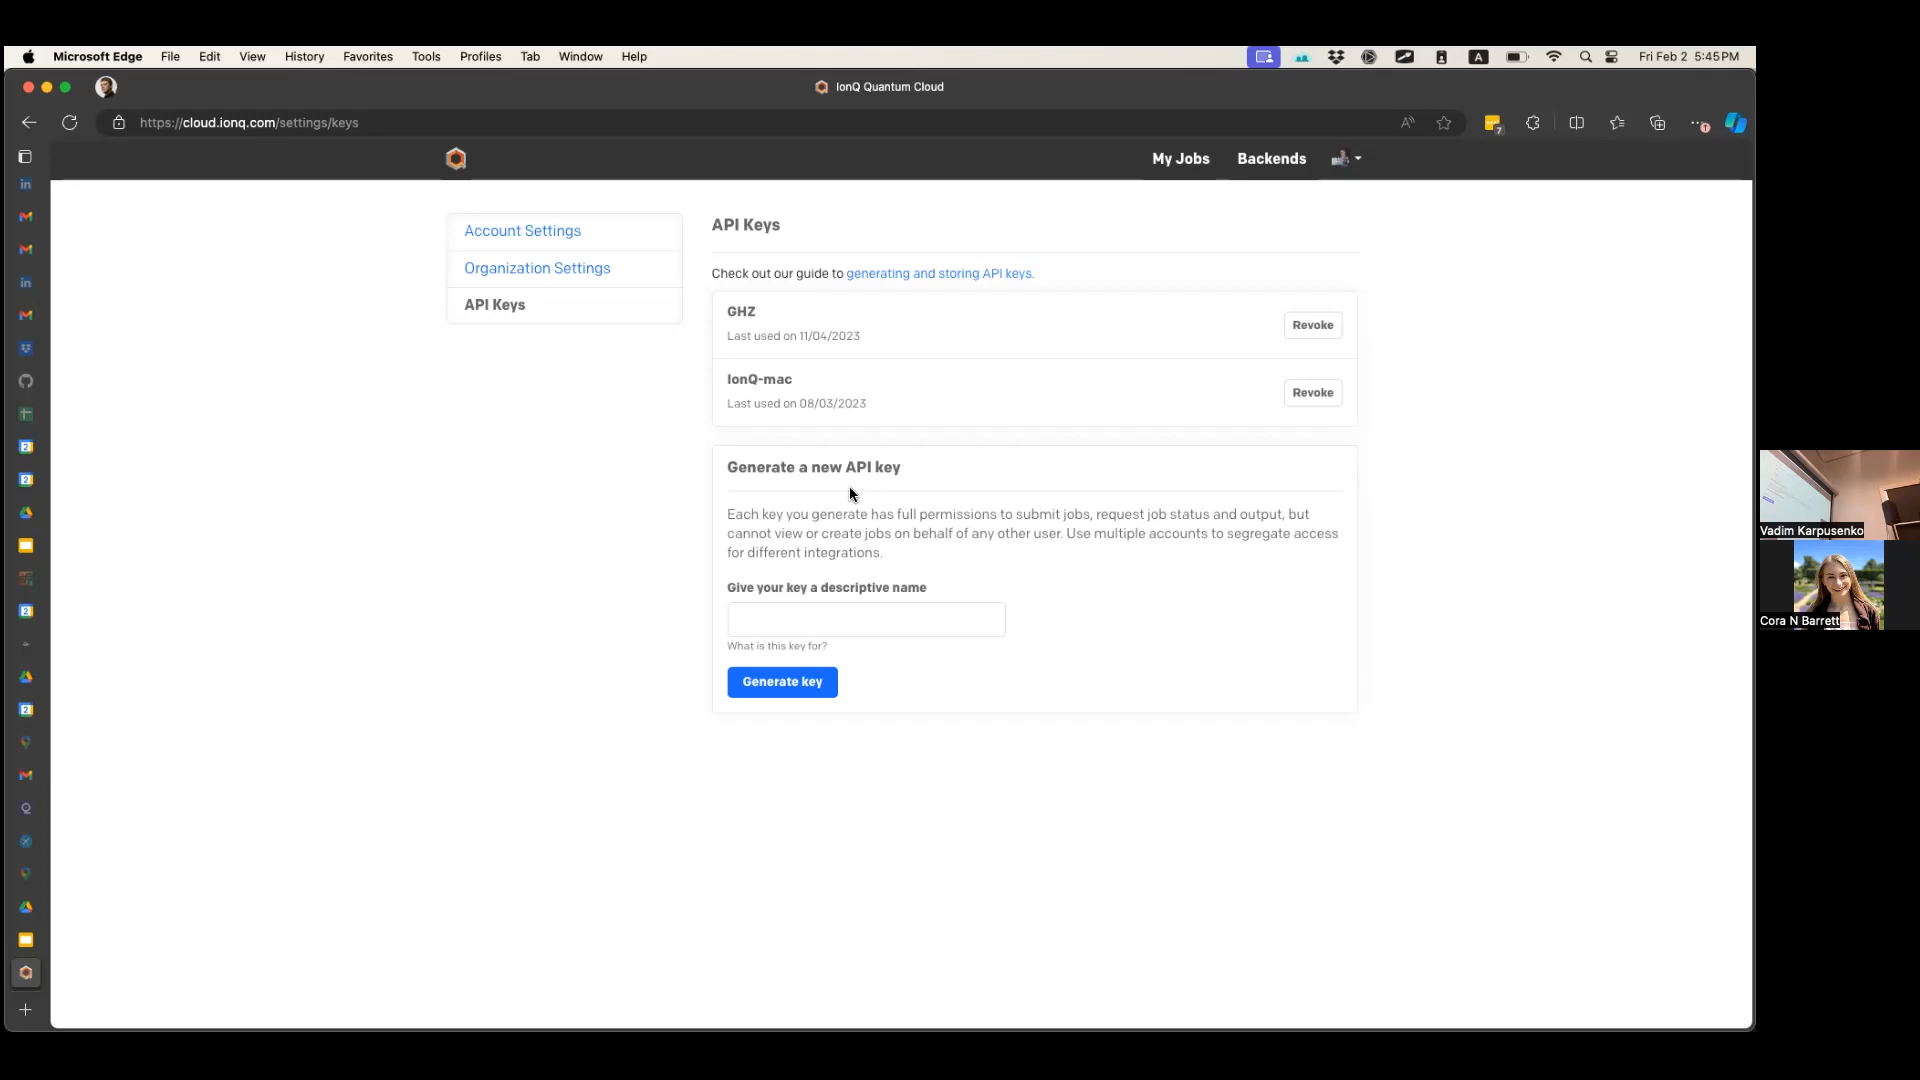 Microsoft Edge File Edit View History Favorites Tools Profiles Tab Window Help A Fri Feb 2 5:45 PM
IonQ Quantum Cloud
https://cloud.ionq.com/settings/keys
My Jobs Backends
Account Settings
Organization Settings
API Keys
API Keys
Check out our guide to generating and storing API keys.
GHZ
Last used on 11/04/2023
Revoke
IonQ-mac
Last used on 08/03/2023
Revoke
Generate a new API key
Each key you generate has full permissions to submit jobs, request job status and output, but
cannot view or create jobs on behalf of any other user. Use multiple accounts to segregate access
for different integrations.
Give your key a descriptive name
What is this key for?
Generate key
Vadim Karpusenko
Cora N Barrett